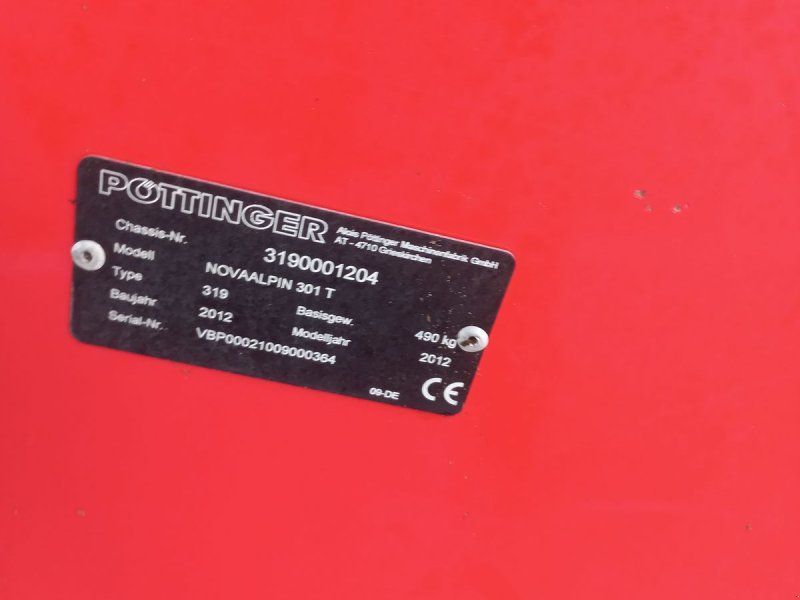 PÖTTINGER
Alois Pöttinger Maschinenfabrik GmbH
AT - 4710 Grieskirchen
Chassis-Nr. 3190001204
Modell NOVAALPIN 301 T
Type 319 Basisgew. 490 kg
Baujahr 2012 Modelljahr 2012
Serial-Nr. VBP00021009000364
09-DE CE